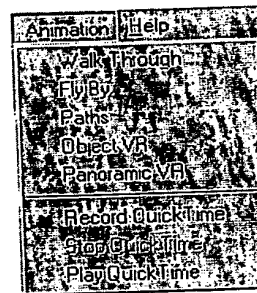 Animation Help
Walk Through
Fly By
Paths
Object VR
Panoramic VR
Record QuickTime
Stop QuickTime
Play QuickTime